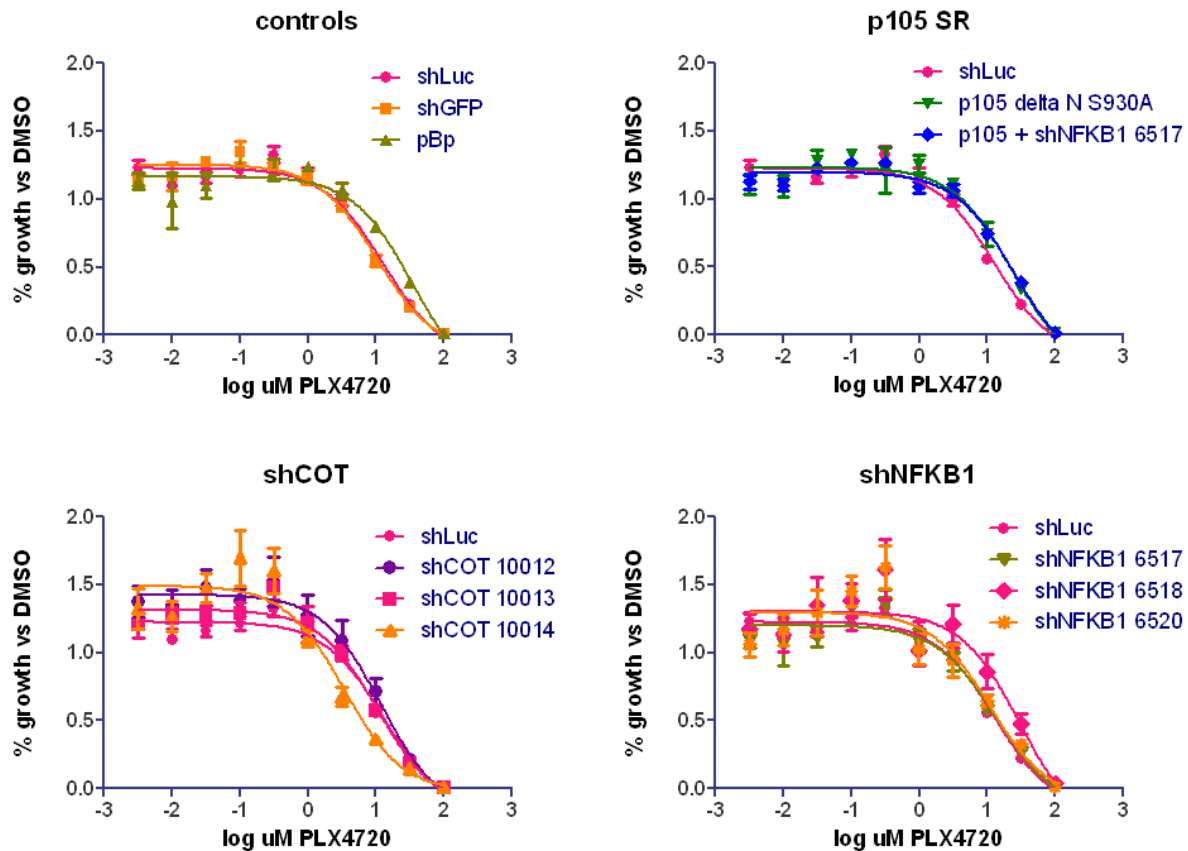 controls
shLuc
shGFP
pBp
% growth vs DMSO
2.0
1.5
1.0
0.5
0.0
-3 -2 -1 0 1 2 3
log uM PLX4720
p105 SR
shLuc
p105 delta N S930A
p105 + shNFKB1 6517
% growth vs DMSO
2.0
1.5
1.0
0.5
0.0
-3 -2 -1 0 1 2 3
log uM PLX4720
shCOT
shLuc
shCOT 10012
shCOT 10013
shCOT 10014
% growth vs DMSO
2.0
1.5
1.0
0.5
0.0
-3 -2 -1 0 1 2 3
log uM PLX4720
shNFKB1
shLuc
shNFKB1 6517
shNFKB1 6518
shNFKB1 6520
% growth vs DMSO
2.0
1.5
1.0
0.5
0.0
-3 -2 -1 0 1 2 3
log uM PLX4720